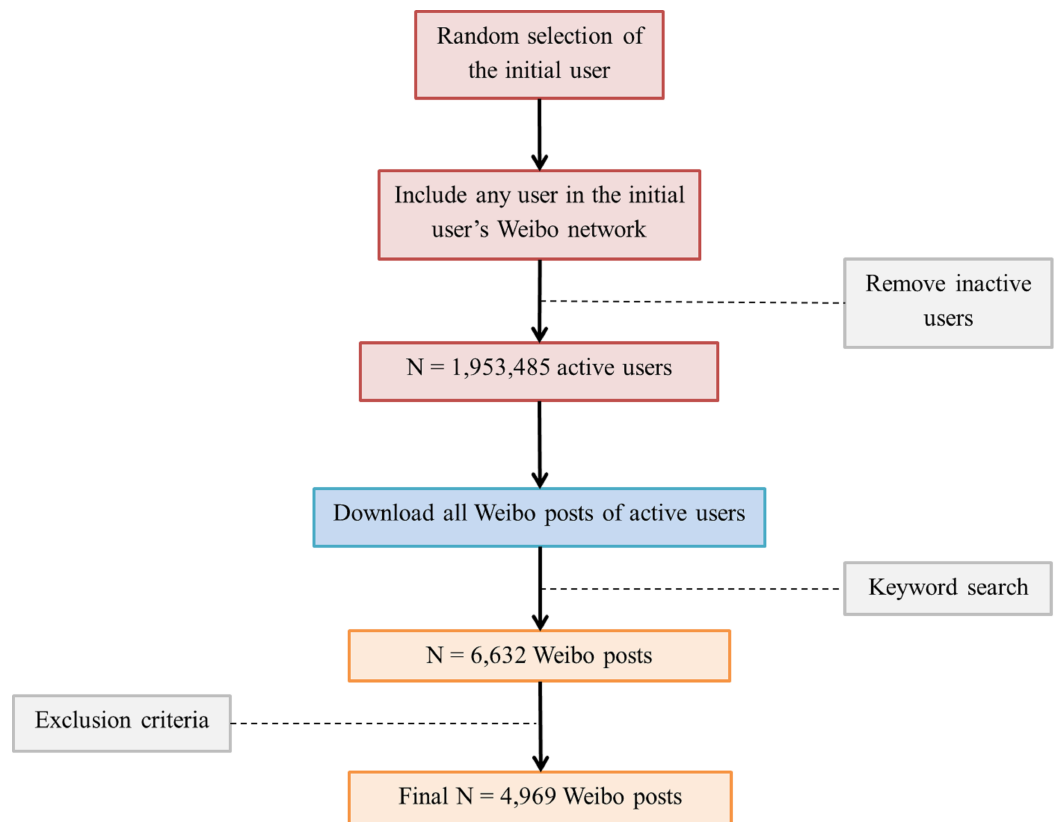 Random selection of
the initial user
Include any user in the initial
user’s Weibo network
Remove inactive
users
N = 1,953,485 active users
Download all Weibo posts of active users
Keyword search
N = 6,632 Weibo posts
Exclusion criteria
Final N = 4,969 Weibo posts